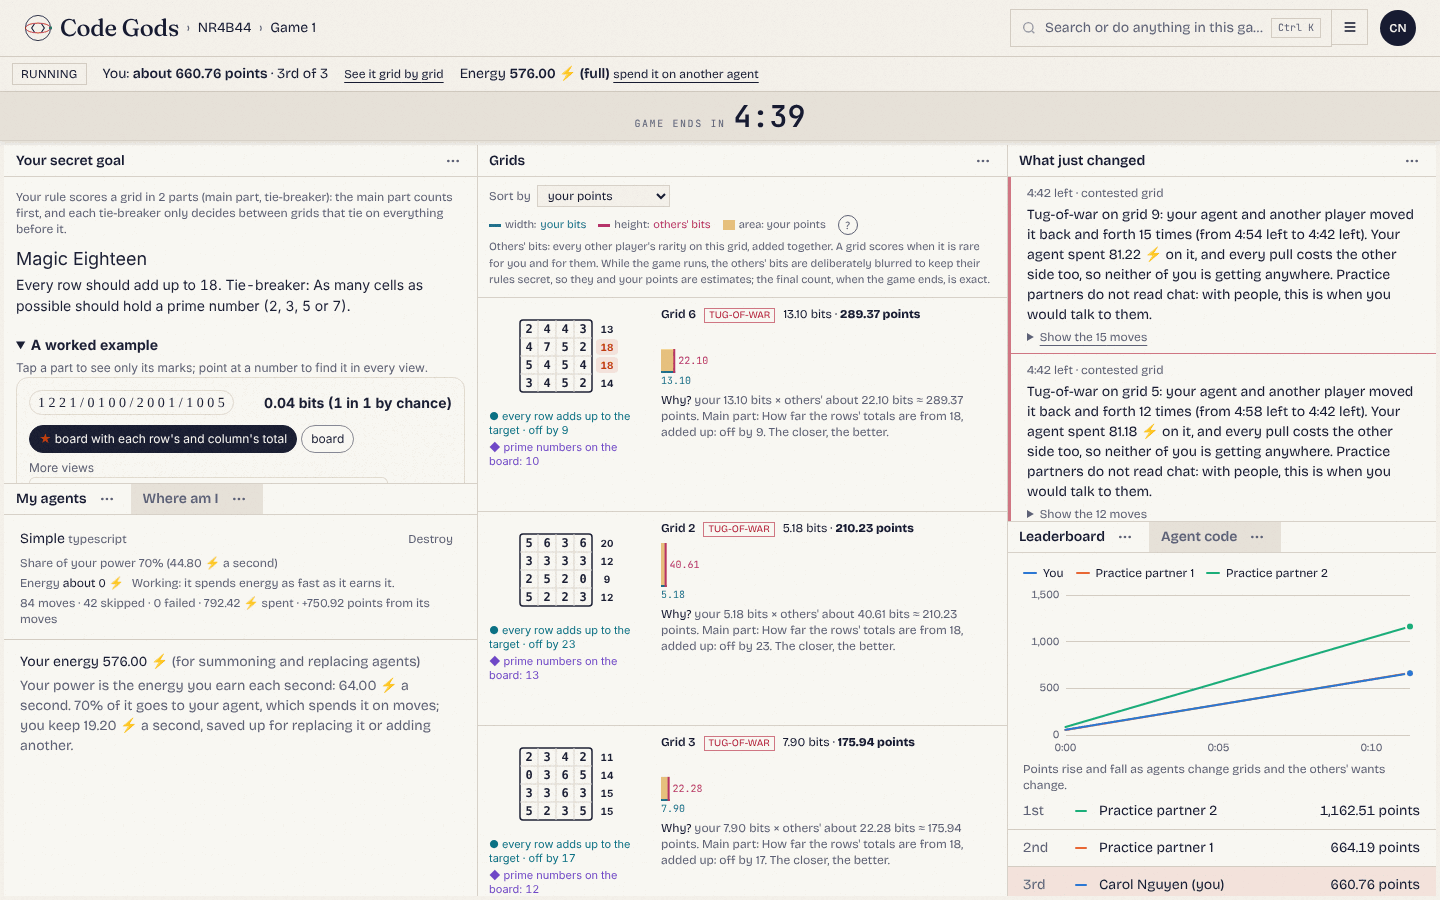 Code Gods › NR4B44 › Game 1
Search or do anything in this ga... Ctrl K
CN
RUNNING You: about 660.76 points · 3rd of 3 See it grid by grid Energy 576.00 ⚡ (full) spend it on another agent
GAME ENDS IN 4:39
Your secret goal
Your rule scores a grid in 2 parts (main part, tie-breaker): the main part counts
first, and each tie-breaker only decides between grids that tie on everything
before it.
Magic Eighteen
Every row should add up to 18. Tie-breaker: As many cells as
possible should hold a prime number (2, 3, 5 or 7).
▼ A worked example
Tap a part to see only its marks; point at a number to find it in every view.
1221/0100/2001/1005 0.04 bits (1 in 1 by chance)
★ board with each row's and column's total board
More views
My agents ··· Where am I ···
Simple typescript Destroy
Share of your power 70% (44.80 ⚡ a second)
Energy about 0 ⚡ Working: it spends energy as fast as it earns it.
84 moves · 42 skipped · 0 failed · 792.42 ⚡ spent · +750.92 points from its
moves
Your energy 576.00 ⚡ (for summoning and replacing agents)
Your power is the energy you earn each second: 64.00 ⚡ a
second. 70% of it goes to your agent, which spends it on moves;
you keep 19.20 ⚡ a second, saved up for replacing it or adding
another.
Grids
Sort by your points
width: your bits height: others' bits area: your points ?
Others' bits: every other player's rarity on this grid, added together. A grid scores when it is rare
for you and for them. While the game runs, the others' bits are deliberately blurred to keep their
rules secret, so they and your points are estimates; the final count, when the game ends, is exact.
Grid 6 TUG-OF-WAR 13.10 bits · 289.37 points
2 4 4 3 13
4 7 5 2 18
5 4 5 4 18
3 4 5 2 14
● every row adds up to the
target · off by 9
◆ prime numbers on the
board: 10
22.10
13.10
Why? your 13.10 bits × others' about 22.10 bits ≈ 289.37
points. Main part: How far the rows' totals are from 18,
added up: off by 9. The closer, the better.
Grid 2 TUG-OF-WAR 5.18 bits · 210.23 points
5 6 3 6 20
3 3 3 3 12
2 5 2 0 9
5 2 2 3 12
● every row adds up to the
target · off by 23
◆ prime numbers on the
board: 13
40.61
5.18
Why? your 5.18 bits × others' about 40.61 bits ≈ 210.23
points. Main part: How far the rows' totals are from 18,
added up: off by 23. The closer, the better.
Grid 3 TUG-OF-WAR 7.90 bits · 175.94 points
2 3 4 2 11
0 3 6 5 14
3 3 6 3 15
5 2 3 5 15
● every row adds up to the
target · off by 17
◆ prime numbers on the
board: 12
22.28
7.90
Why? your 7.90 bits × others' about 22.28 bits ≈ 175.94
points. Main part: How far the rows' totals are from 18,
added up: off by 17. The closer, the better.
What just changed
4:42 left · contested grid
Tug-of-war on grid 9: your agent and another player moved
it back and forth 15 times (from 4:54 left to 4:42 left). Your
agent spent 81.22 ⚡ on it, and every pull costs the other
side too, so neither of you is getting anywhere. Practice
partners do not read chat: with people, this is when you
would talk to them.
▶ Show the 15 moves
4:42 left · contested grid
Tug-of-war on grid 5: your agent and another player moved
it back and forth 12 times (from 4:58 left to 4:42 left). Your
agent spent 81.18 ⚡ on it, and every pull costs the other
side too, so neither of you is getting anywhere. Practice
partners do not read chat: with people, this is when you
would talk to them.
▶ Show the 12 moves
Leaderboard ··· Agent code ···
You Practice partner 1 Practice partner 2
1,500
1,000
500
0
0:00 0:05 0:10
Points rise and fall as agents change grids and the others' wants
change.
1st Practice partner 2 1,162.51 points
2nd Practice partner 1 664.19 points
3rd Carol Nguyen (you) 660.76 points